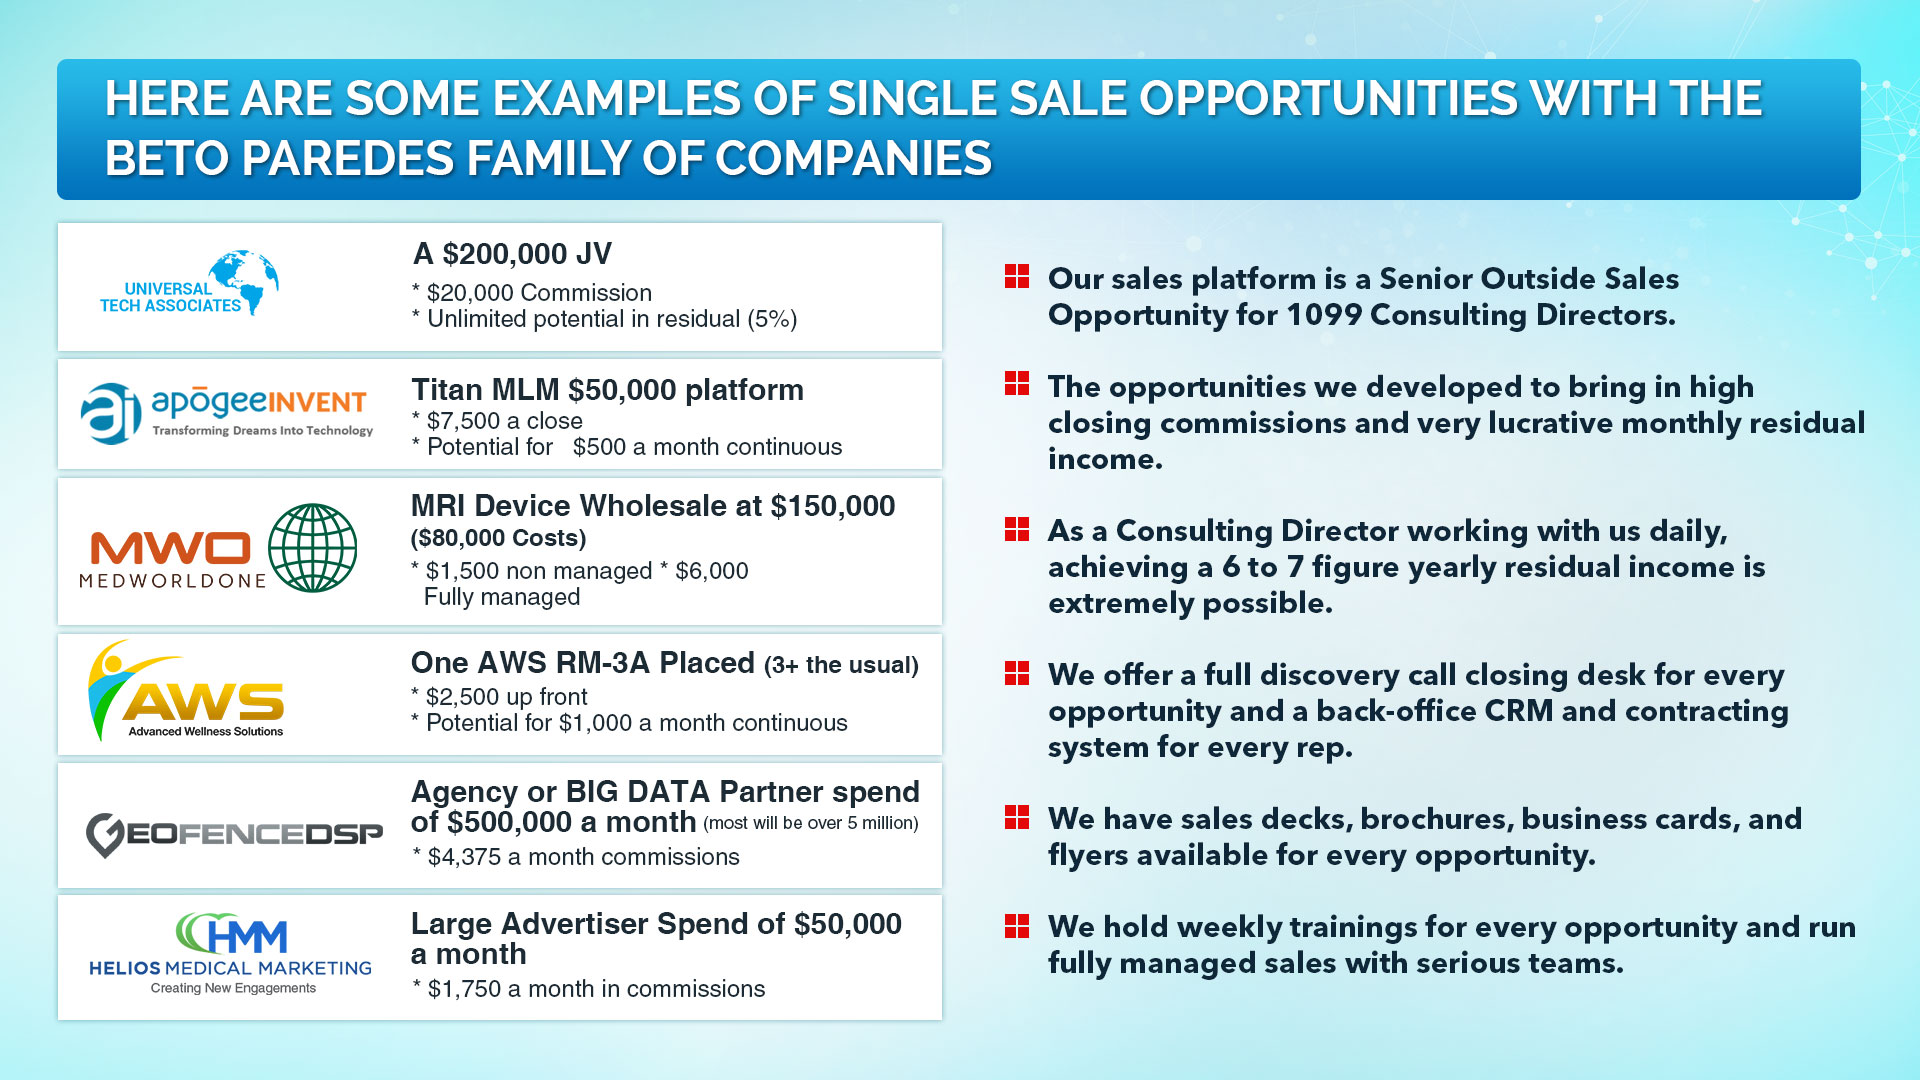 HERE ARE SOME EXAMPLES OF SINGLE SALE OPPORTUNITIES WITH THE
BETO PAREDES FAMILY OF COMPANIES
UNIVERSAL
TECH ASSOCIATES
A $200,000 JV
* $20,000 Commission
* Unlimited potential in residual (5%)
ai apōgeeINVENT
Transforming Dreams Into Technology
Titan MLM $50,000 platform
* $7,500 a close
* Potential for $500 a month continuous
MWO
MEDWORLDONE
MRI Device Wholesale at $150,000
($80,000 Costs)
* $1,500 non managed * $6,000
Fully managed
AWS
Advanced Wellness Solutions
One AWS RM-3A Placed (3+ the usual)
* $2,500 up front
* Potential for $1,000 a month continuous
GEOFENCEDSP
Agency or BIG DATA Partner spend
of $500,000 a month (most will be over 5 million)
* $4,375 a month commissions
HMM
HELIOS MEDICAL MARKETING
Creating New Engagements
Large Advertiser Spend of $50,000
a month
* $1,750 a month in commissions
Our sales platform is a Senior Outside Sales
Opportunity for 1099 Consulting Directors.
The opportunities we developed to bring in high
closing commissions and very lucrative monthly residual
income.
As a Consulting Director working with us daily,
achieving a 6 to 7 figure yearly residual income is
extremely possible.
We offer a full discovery call closing desk for every
opportunity and a back-office CRM and contracting
system for every rep.
We have sales decks, brochures, business cards, and
flyers available for every opportunity.
We hold weekly trainings for every opportunity and run
fully managed sales with serious teams.